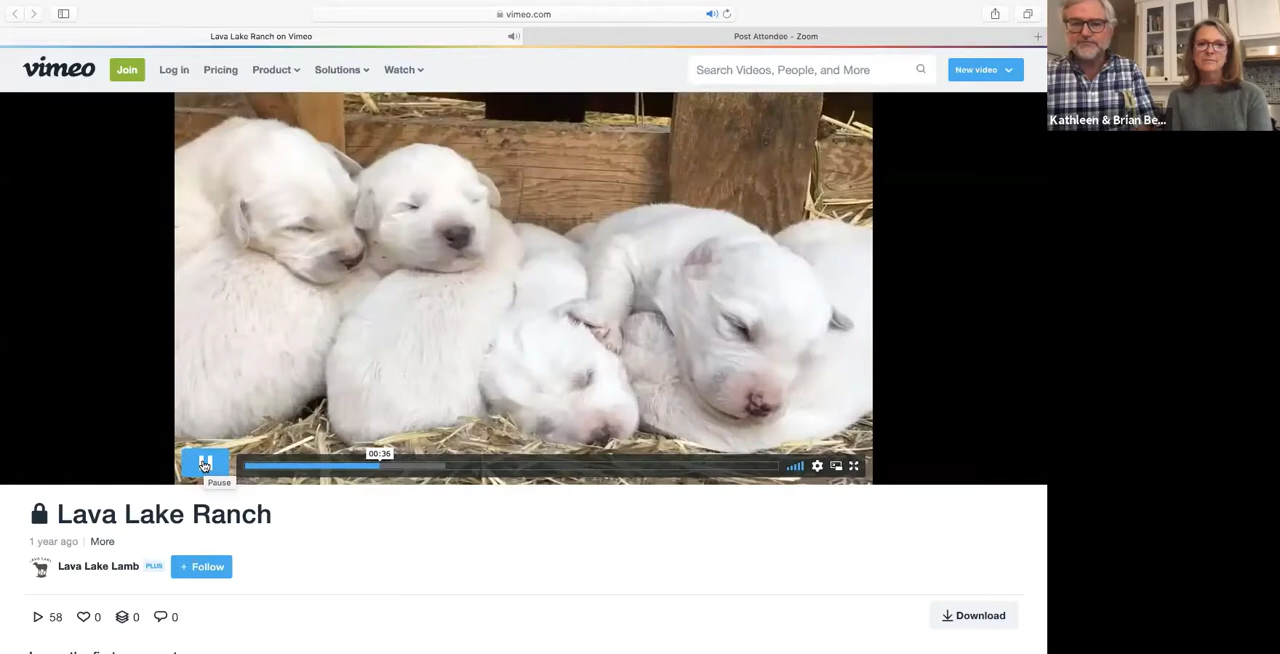 vimeo.com
Lava Lake Ranch on Vimeo
Post Attendee - Zoom
vimeo Join Log in Pricing Product Solutions Watch Search Videos, People, and More New video
Kathleen & Brian Be...
00:36
Pause
Lava Lake Ranch
1 year ago More
Lava Lake Lamb PLUS + Follow
58 0 0 0 Download